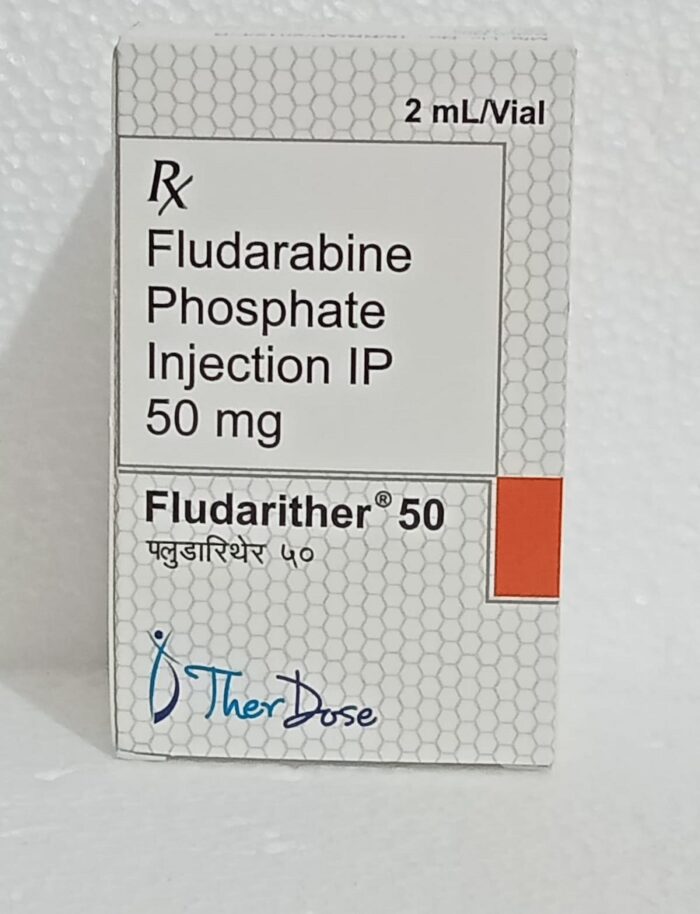 2 mL/Vial
Rx
Fludarabine
Phosphate
Injection IP
50 mg
Fludarither® 50
फ्लुडारिथेर ५०
TherDose